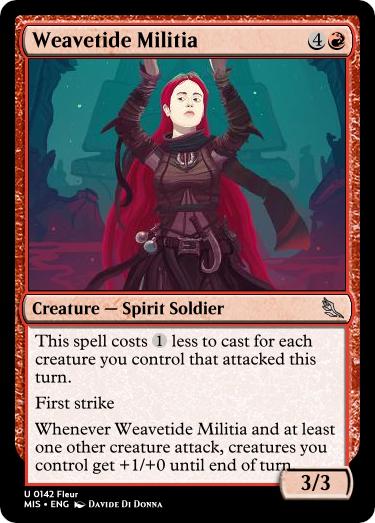 Weavetide Militia 4
Creature — Spirit Soldier
This spell costs 1 less to cast for each
creature you control that attacked this
turn.
First strike
Whenever Weavetide Militia and at least
one other creature attack, creatures you
control get +1/+0 until end of turn.
3/3
U 0142 Fleur
MIS • ENG Davide Di Donna